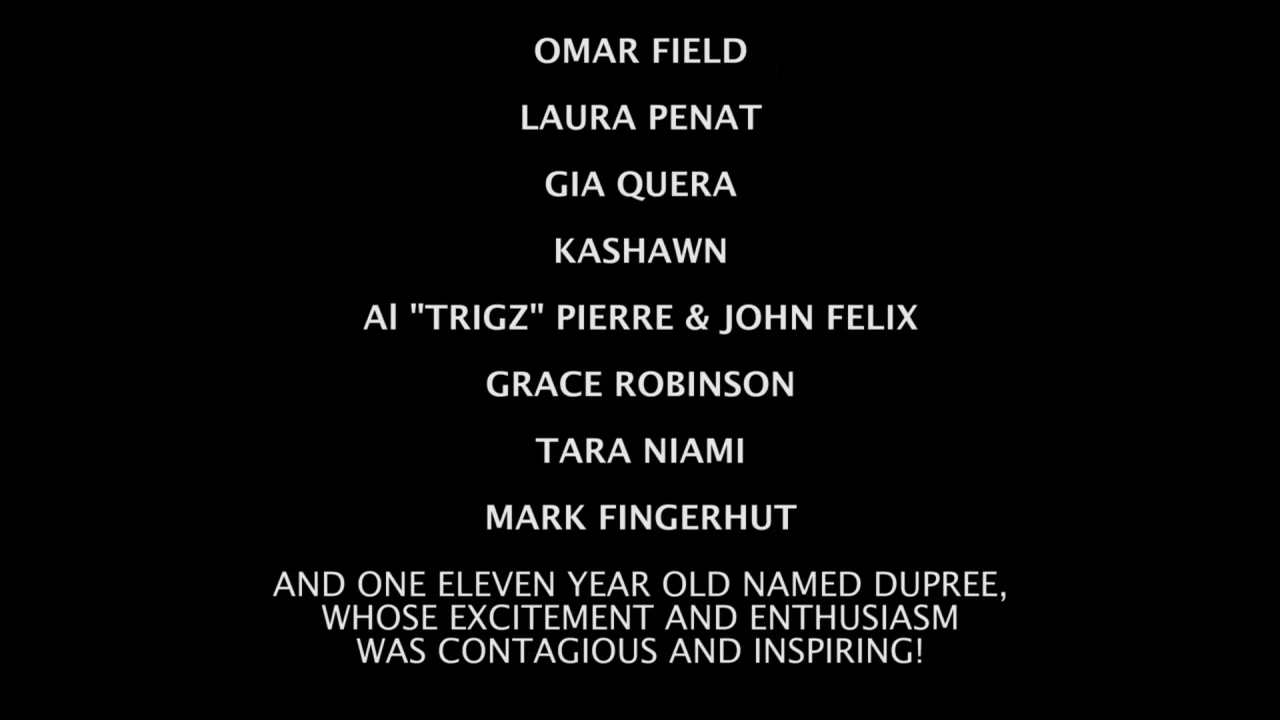 OMAR FIELD
LAURA PENAT
GIA QUERA
KASHAWN
Al "TRIGZ" PIERRE & JOHN FELIX
GRACE ROBINSON
TARA NIAMI
MARK FINGERHUT
AND ONE ELEVEN YEAR OLD NAMED DUPREE,
WHOSE EXCITEMENT AND ENTHUSIASM
WAS CONTAGIOUS AND INSPIRING!